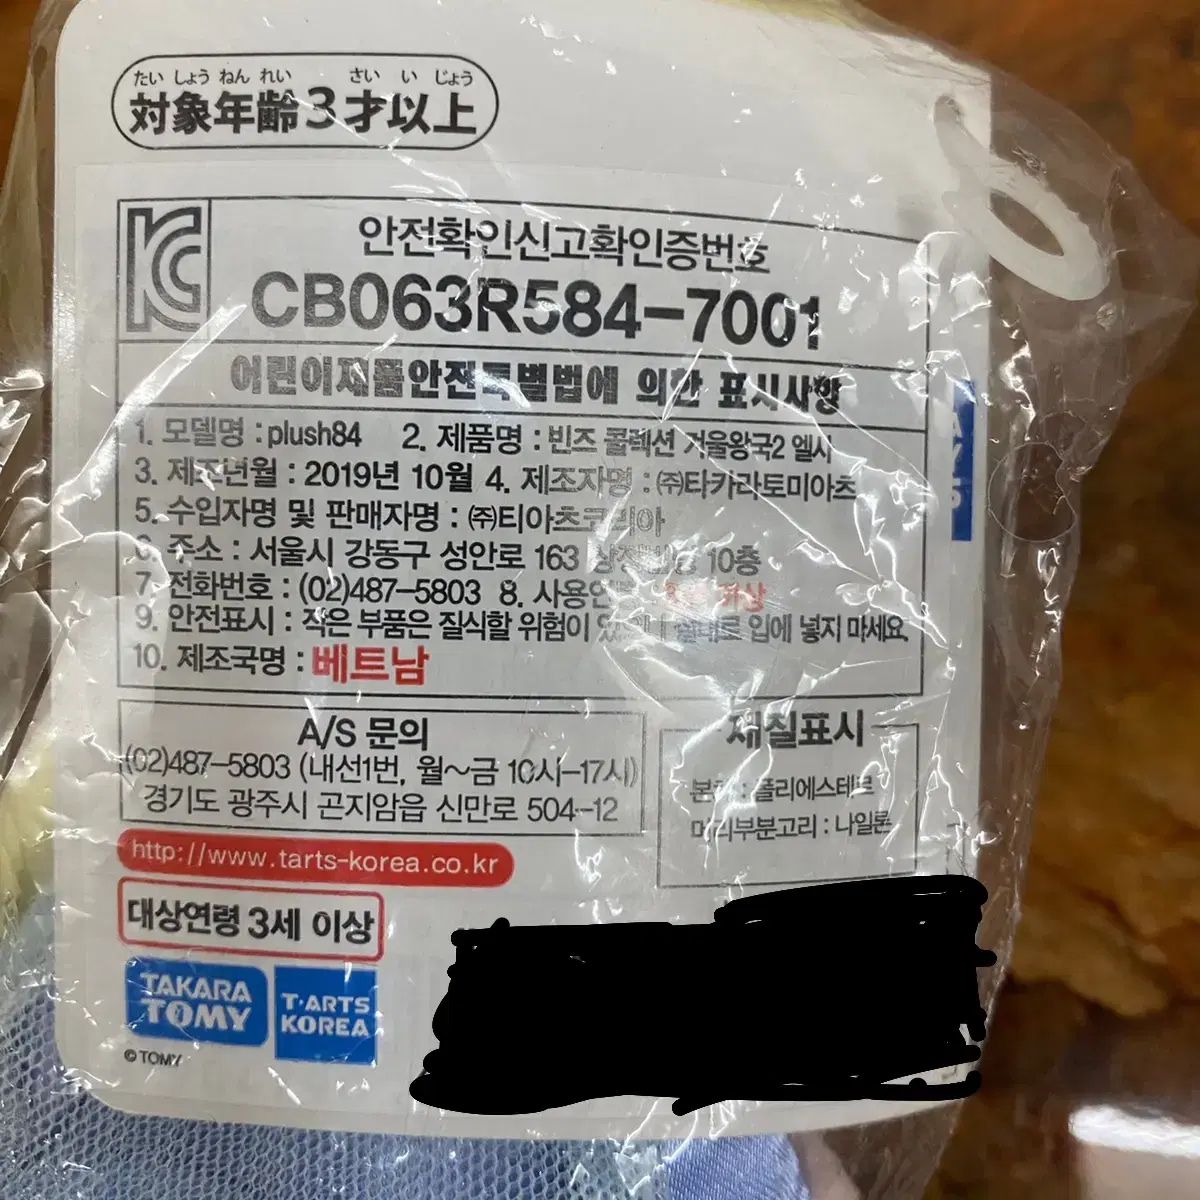 たいしょうねんれい さいいじょう
対象年齢3才以上
KC
안전확인신고확인증번호
CB063R584-7001
어린이제품안전특별법에 의한 표시사항
1. 모델명 : plush84 2. 제품명 : 빈즈 콜렉션 겨울왕국2 엘사
3. 제조년월 : 2019년 10월 4. 제조자명 : ㈜타카라토미아츠
5. 수입자명 및 판매자명 : ㈜티아츠코리아
6. 주소 : 서울시 강동구 성안로 163 10층
7. 전화번호 : (02)487-5803 8. 사용연령 : 3세 이상
9. 안전표시 : 작은 부품은 질식할 위험이 있으니 절대로 입에 넣지 마세요.
10. 제조국명 : 베트남
A/S 문의
(02)487-5803 (내선1번, 월~금 10시-17시)
경기도 광주시 곤지암읍 신만로 504-12
재질표시
본체 : 폴리에스테르
머리부분고리 : 나일론
http://www.tarts-korea.co.kr
대상연령 3세 이상
TAKARA TOMY
T-ARTS KOREA
© TOMY